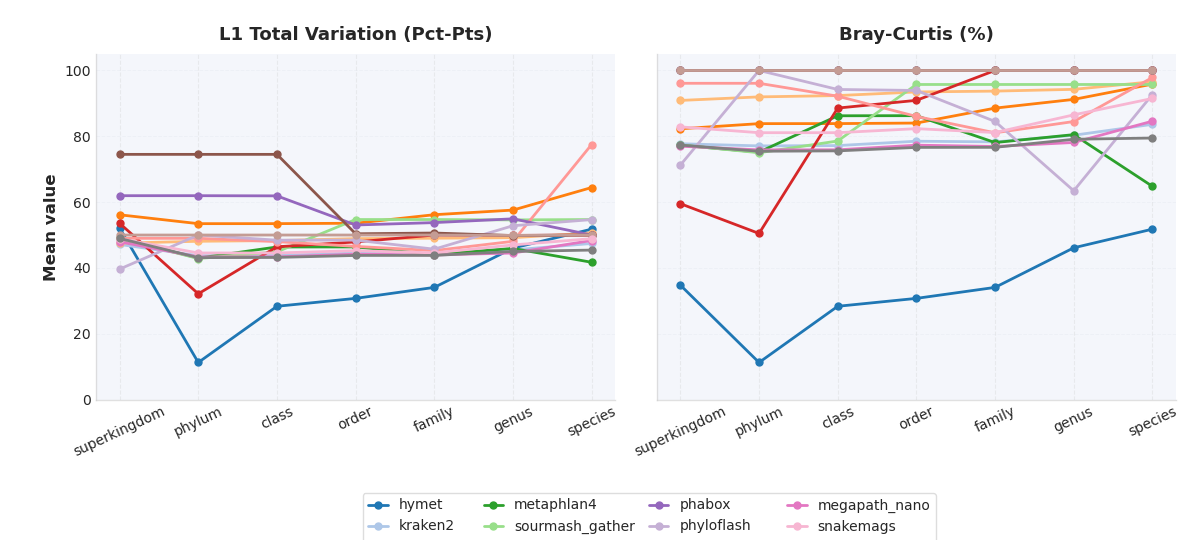 L1 Total Variation (Pct-Pts)
Bray-Curtis (%)
Mean value
100
80
60
40
20
0
superkingdom phylum class order family genus species
superkingdom phylum class order family genus species
hymet metaphlan4 phabox megapath_nano
kraken2 sourmash_gather phyloflash snakemags